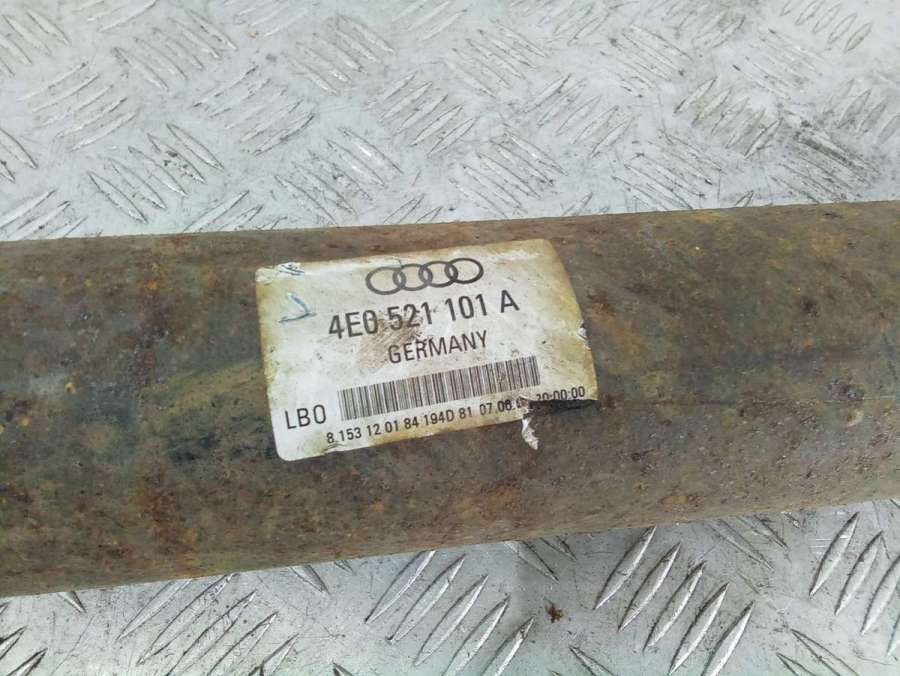 4E0 521 101 A
GERMANY
LBO
8 153 12 01 84 194D 81 07 06